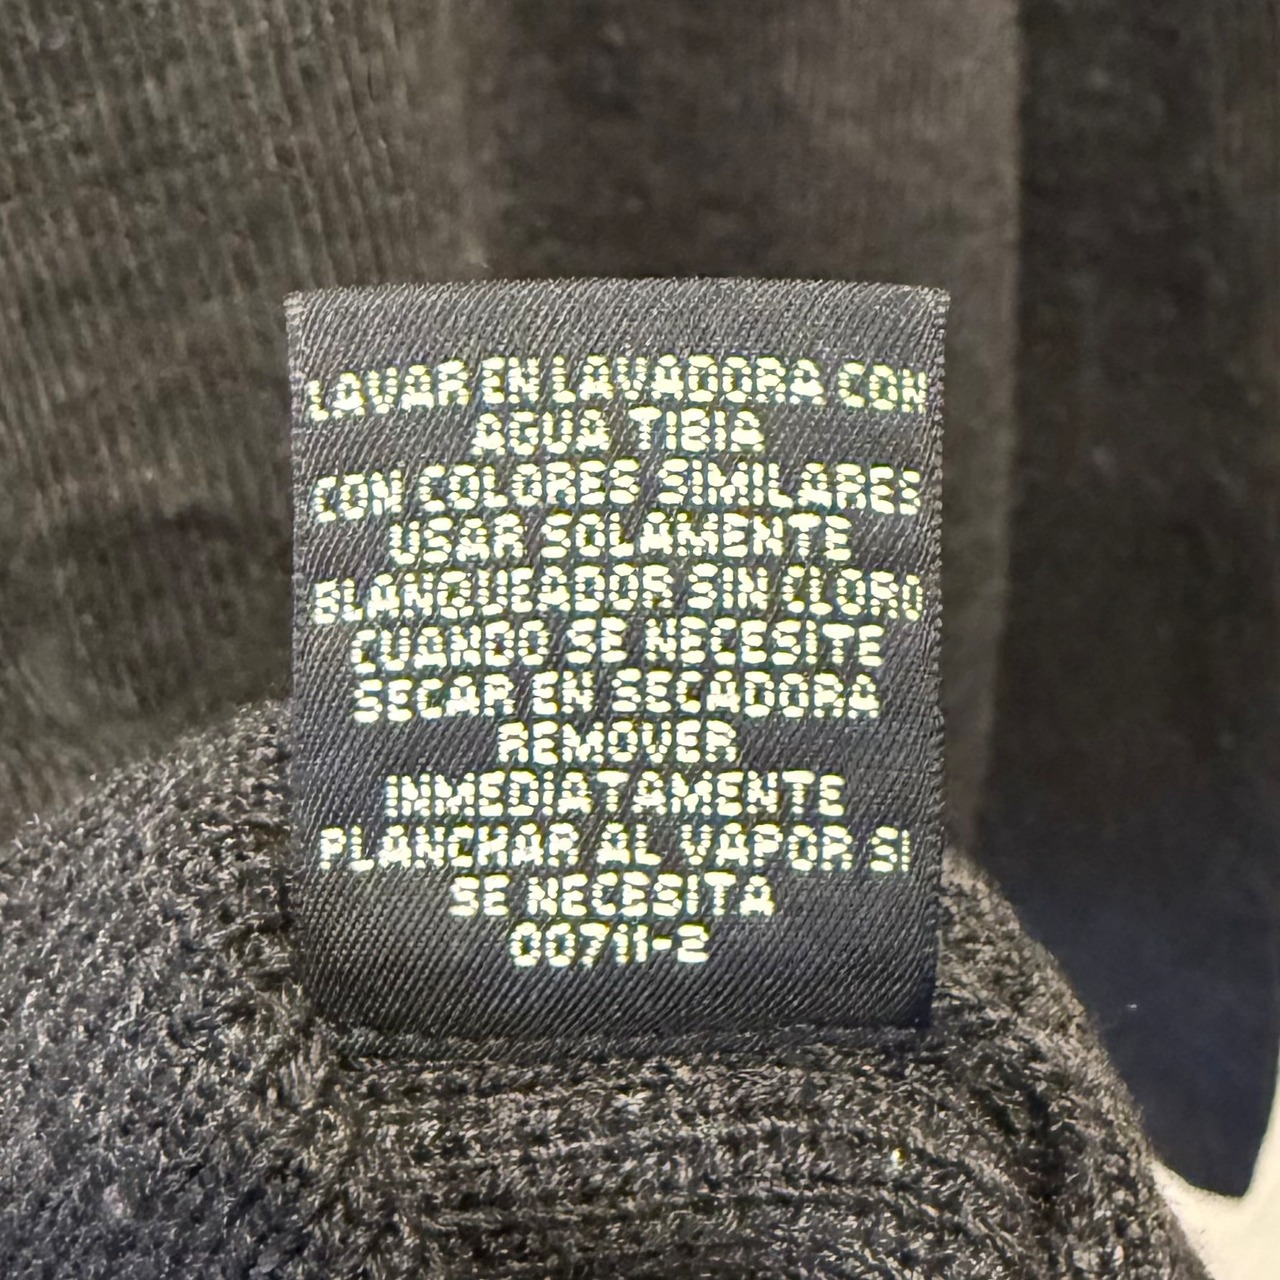 LAVAR EN LAVADORA CON
AGUA TIBIA
CON COLORES SIMILARES
USAR SOLAMENTE
BLANQUEADOR SIN CLORO
CUANDO SE NECESITE
SECAR EN SECADORA
REMOVER
INMEDIATAMENTE
PLANCHAR AL VAPOR SI
SE NECESITA
00711-2